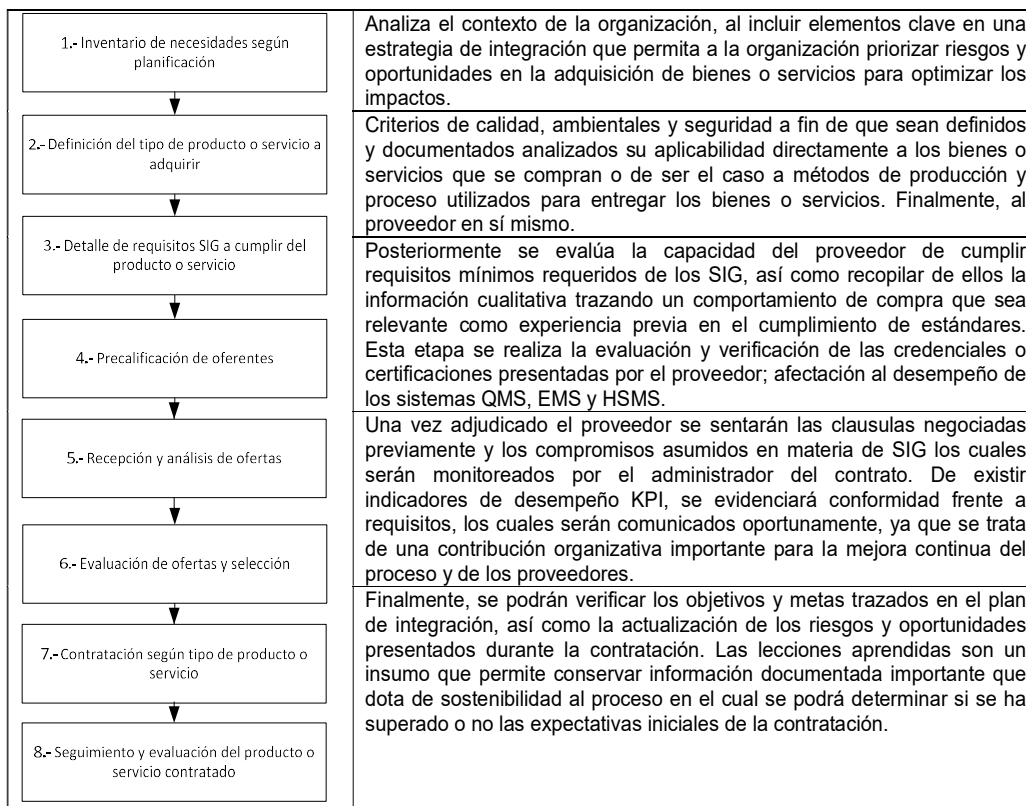 1.- Inventario de necesidades según
planificación
2.- Definición del tipo de producto o servicio a
adquirir
3.- Detalle de requisitos SIG a cumplir del
producto o servicio
4.- Precalificación de oferentes
5.- Recepción y análisis de ofertas
6.- Evaluación de ofertas y selección
7.- Contratación según tipo de producto o
servicio
8.- Seguimiento y evaluación del producto o
servicio contratado
Analiza el contexto de la organización, al incluir elementos clave en una
estrategia de integración que permita a la organización priorizar riesgos y
oportunidades en la adquisición de bienes o servicios para optimizar los
impactos.
Criterios de calidad, ambientales y seguridad a fin de que sean definidos
y documentados analizados su aplicabilidad directamente a los bienes o
servicios que se compran o de ser el caso a métodos de producción y
proceso utilizados para entregar los bienes o servicios. Finalmente, al
proveedor en sí mismo.
Posteriormente se evalúa la capacidad del proveedor de cumplir
requisitos mínimos requeridos de los SIG, así como recopilar de ellos la
información cualitativa trazando un comportamiento de compra que sea
relevante como experiencia previa en el cumplimiento de estándares.
Esta etapa se realiza la evaluación y verificación de las credenciales o
certificaciones presentadas por el proveedor; afectación al desempeño de
los sistemas QMS, EMS y HSMS.
Una vez adjudicado el proveedor se sentarán las clausulas negociadas
previamente y los compromisos asumidos en materia de SIG los cuales
serán monitoreados por el administrador del contrato. De existir
indicadores de desempeño KPI, se evidenciará conformidad frente a
requisitos, los cuales serán comunicados oportunamente, ya que se trata
de una contribución organizativa importante para la mejora continua del
proceso y de los proveedores.
Finalmente, se podrán verificar los objetivos y metas trazados en el plan
de integración, así como la actualización de los riesgos y oportunidades
presentados durante la contratación. Las lecciones aprendidas son un
insumo que permite conservar información documentada importante que
dota de sostenibilidad al proceso en el cual se podrá determinar si se ha
superado o no las expectativas iniciales de la contratación.